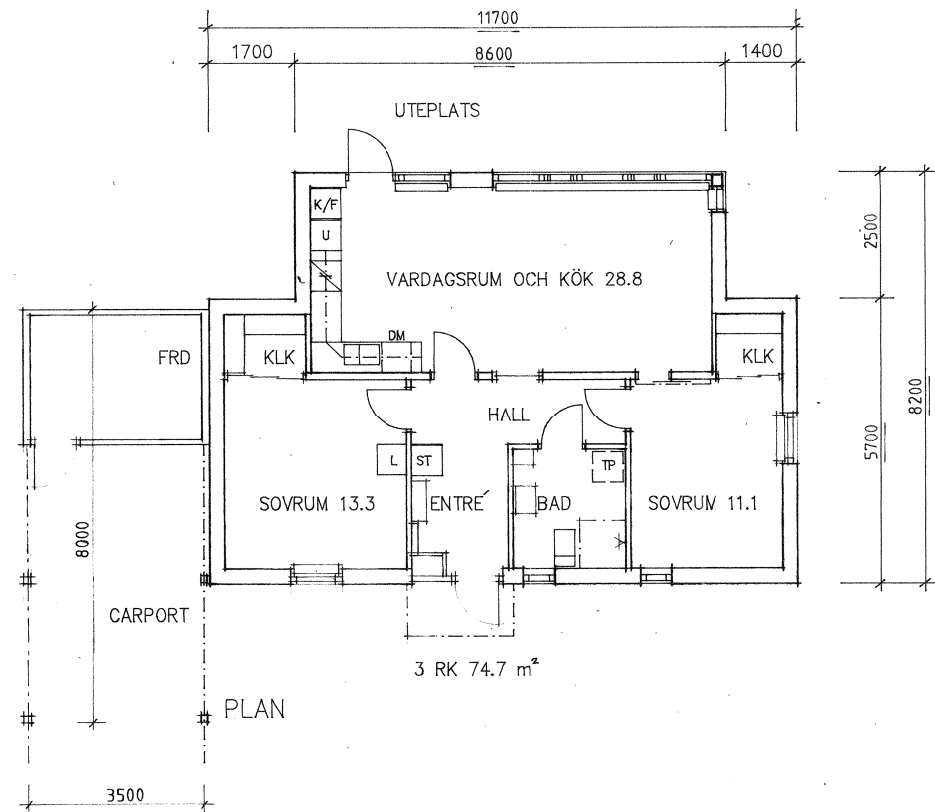 11700
1700
8600
1400
UTEPLATS
K/F
U
2500
VARDAGSRUM OCH KÖK 28.8
DM
FRD
KLK
KLK
HALL
8200
5700
L
ST
TP
SOVRUM 13.3
ENTRÉ
BAD
SOVRUM 11.1
8000
CARPORT
3 RK 74.7 m²
PLAN
3500